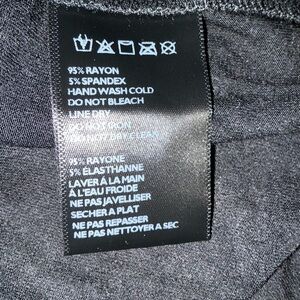 95% RAYON
5% SPANDEX
HAND WASH COLD
DO NOT BLEACH
LINE DRY
DO NOT IRON
DO NOT DRY CLEAN
95% RAYONE
5% ÉLASTHANNE
LAVER À LA MAIN
À L'EAU FROIDE
NE PAS JAVELLISER
SECHER A PLAT
NE PAS REPASSER
NE PAS NETTOYER A SEC